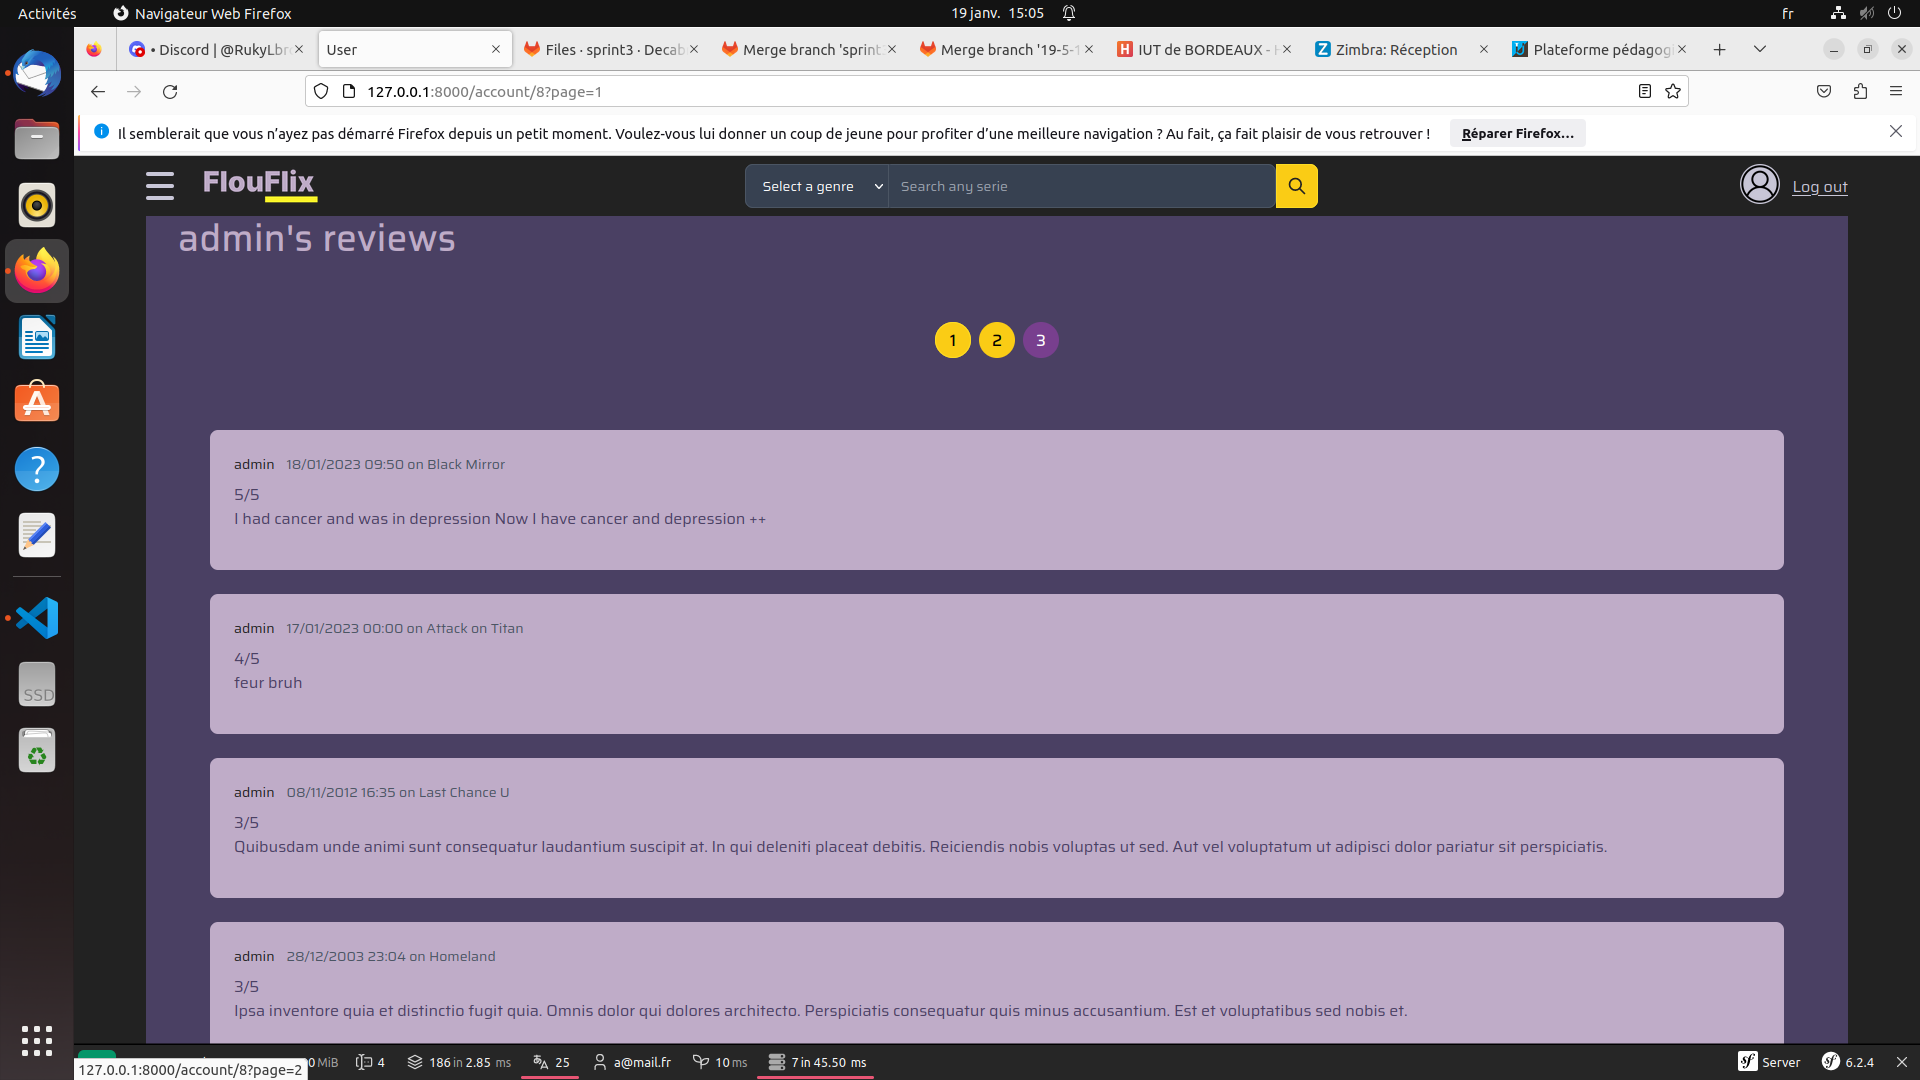 Activités
Navigateur Web Firefox
19 janv. 15:05
fr
• Discord | @RukyLbr
User
Files · sprint3 · Decab
Merge branch 'sprint
Merge branch '19-5-1
IUT de BORDEAUX -
Zimbra: Réception
Plateforme pédagog
127.0.0.1:8000/account/8?page=1
Il semblerait que vous n’ayez pas démarré Firefox depuis un petit moment. Voulez-vous lui donner un coup de jeune pour profiter d’une meilleure navigation ? Au fait, ça fait plaisir de vous retrouver !
Réparer Firefox…
FlouFlix
Select a genre
Search any serie
Log out
admin's reviews
1 2 3
admin 18/01/2023 09:50 on Black Mirror
5/5
I had cancer and was in depression Now I have cancer and depression ++
admin 17/01/2023 00:00 on Attack on Titan
4/5
feur bruh
admin 08/11/2012 16:35 on Last Chance U
3/5
Quibusdam unde animi sunt consequatur laudantium suscipit at. In qui deleniti placeat debitis. Reiciendis nobis voluptas ut sed. Aut vel voluptatum ut adipisci dolor pariatur sit perspiciatis.
admin 28/12/2003 23:04 on Homeland
3/5
Ipsa inventore quia et distinctio fugit quia. Omnis dolor qui dolores architecto. Perspiciatis consequatur quis minus accusantium. Est et voluptatibus sed nobis et.
SSD
0 MiB
4
186 in 2.85 ms
25
a@mail.fr
10 ms
7 in 45.50 ms
Server
6.2.4
127.0.0.1:8000/account/8?page=2